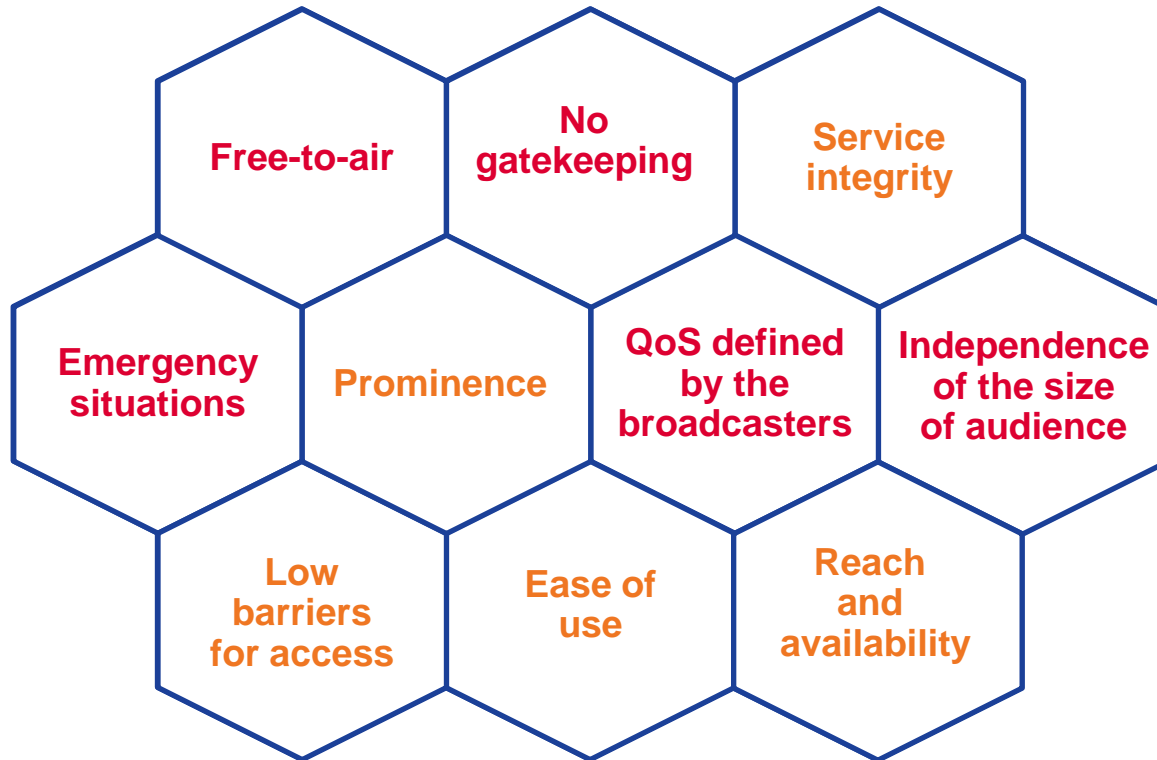 Free-to-air
No
gatekeeping
Service
integrity
Emergency
situations
Prominence
QoS defined
by the
broadcasters
Independence
of the size
of audience
Low
barriers
for access
Ease of
use
Reach
and
availability